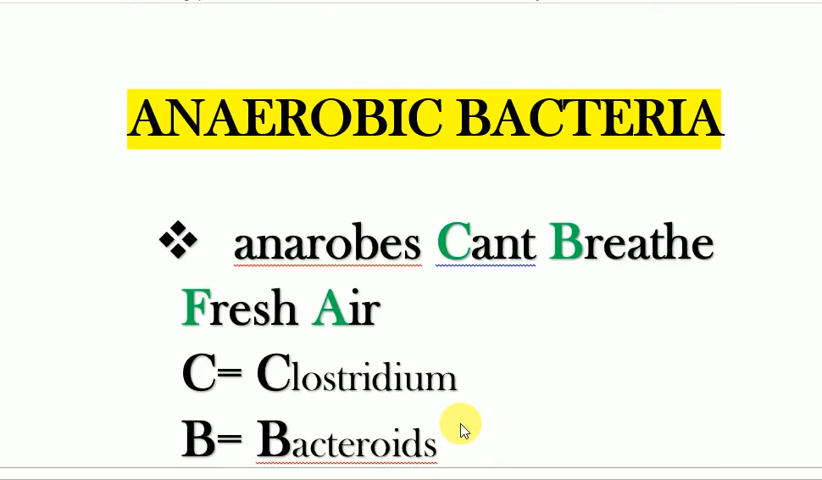 ANAEROBIC BACTERIA
❖ anarobes Cant Breathe
Fresh Air
C= Clostridium
B= Bacteroids